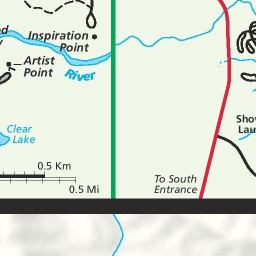 Inspiration
Point
Artist
Point
River
Clear
Lake
0.5 Km
0.5 Mi
To South
Entrance